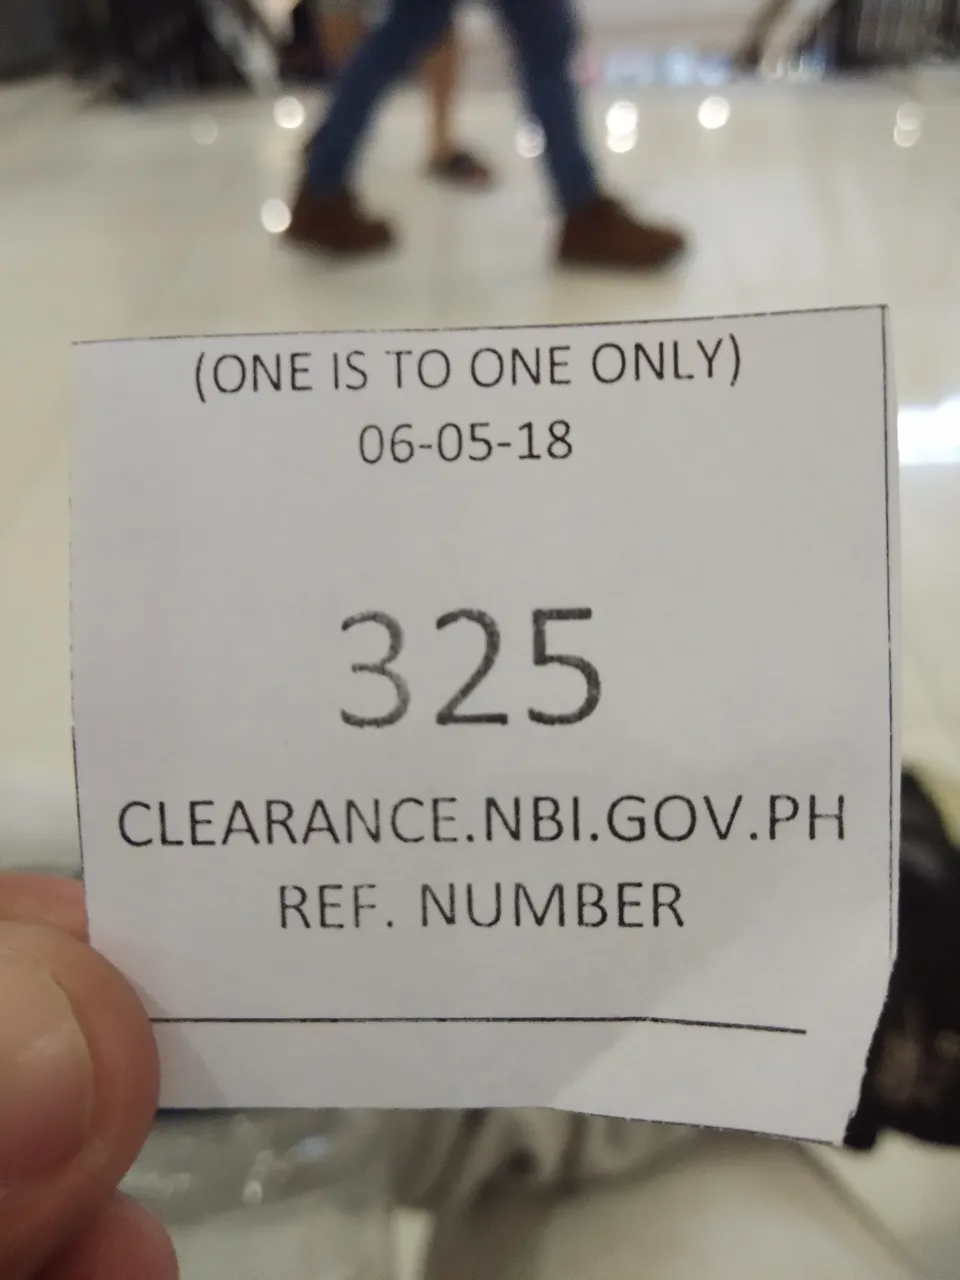 (ONE IS TO ONE ONLY)
06-05-18
325
CLEARANCE.NBI.GOV.PH
REF. NUMBER